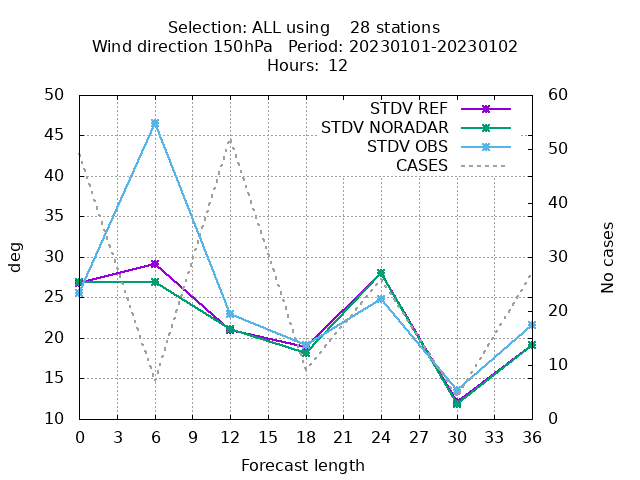 Selection: ALL using    28 stations
Wind direction 150hPa   Period: 20230101-20230102
Hours: 12
50 60
STDV REF
45
STDV NORADAR
50
STDV OBS
CASES
40
40
35
30 30
deg
No cases
25
20
20
15
10
10 0
0 3 6 9 12 15 18 21 24 27 30 33 36
Forecast length